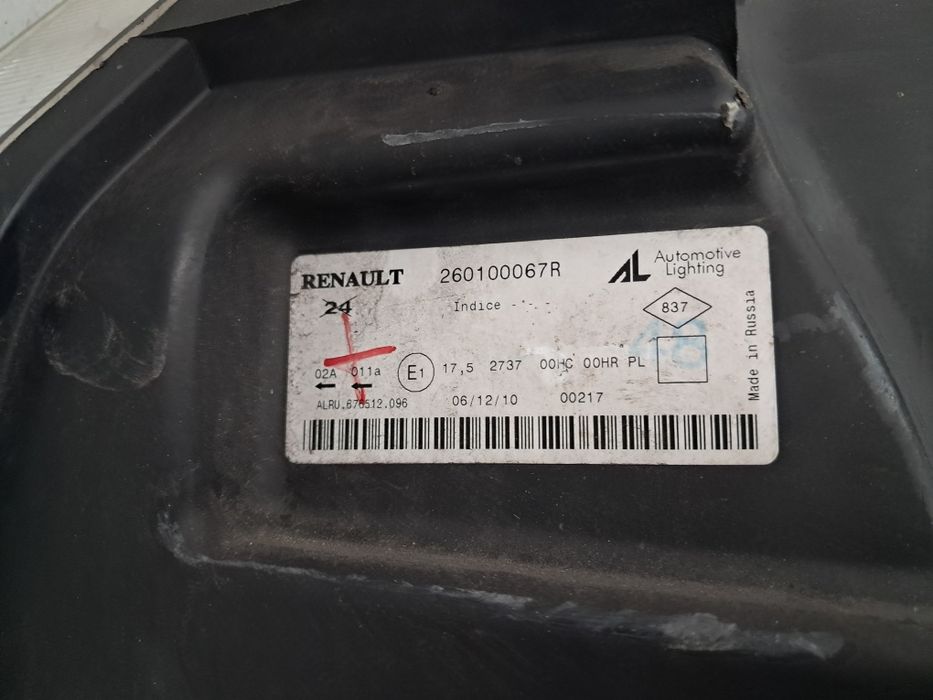 RENAULT 260100067R AL Automotive Lighting
24 Indice - - -
837
Made in Russia
02A 011a E1 17,5 2737 00HC 00HR PL
ALRU.676512.096 06/12/10 00217